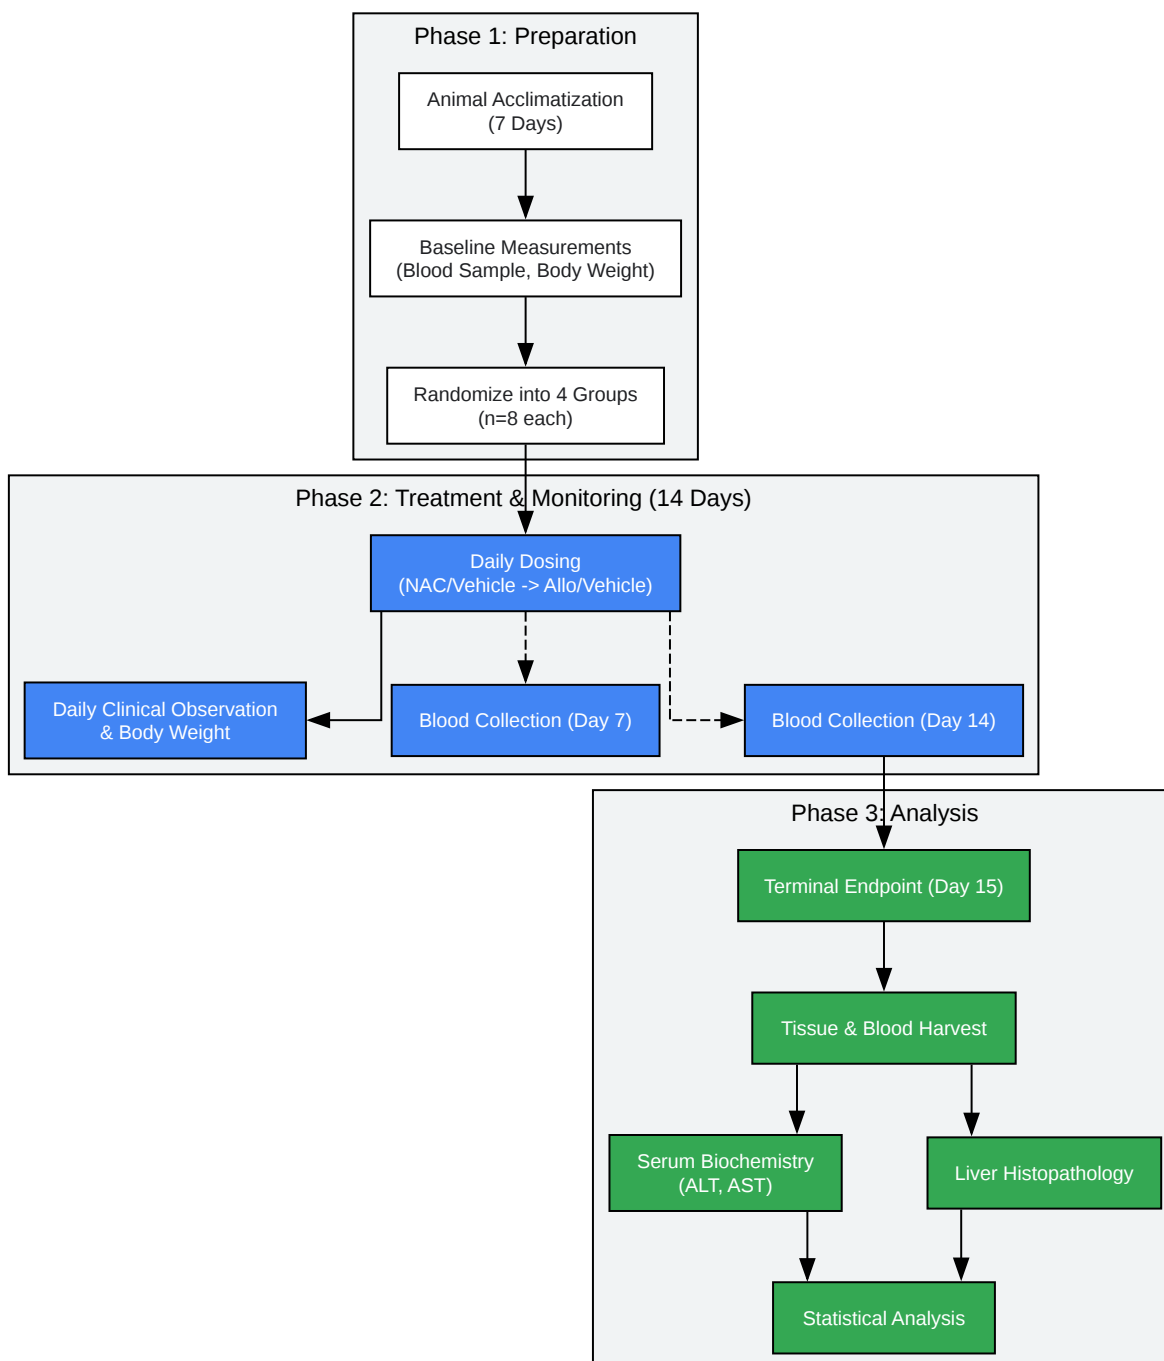 Phase 1: Preparation
Animal Acclimatization
(7 Days)
Baseline Measurements
(Blood Sample, Body Weight)
Randomize into 4 Groups
(n=8 each)
Phase 2: Treatment & Monitoring (14 Days)
Daily Dosing
(NAC/Vehicle -> Allo/Vehicle)
Daily Clinical Observation
& Body Weight
Blood Collection (Day 7)
Blood Collection (Day 14)
Phase 3: Analysis
Terminal Endpoint (Day 15)
Tissue & Blood Harvest
Serum Biochemistry
(ALT, AST)
Liver Histopathology
Statistical Analysis